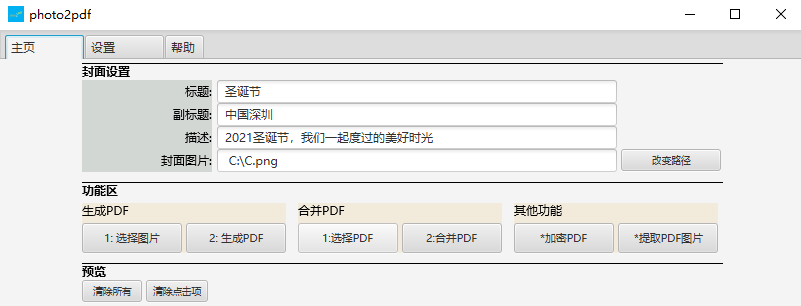 photo2pdf
主页 设置 帮助
封面设置
标题: 圣诞节
副标题: 中国深圳
描述: 2021圣诞节，我们一起度过的美好时光
封面图片: C:\C.png 改变路径
功能区
生成PDF 合并PDF 其他功能
1: 选择图片 2: 生成PDF 1:选择PDF 2:合并PDF *加密PDF *提取PDF图片
预览
清除所有 清除点击项